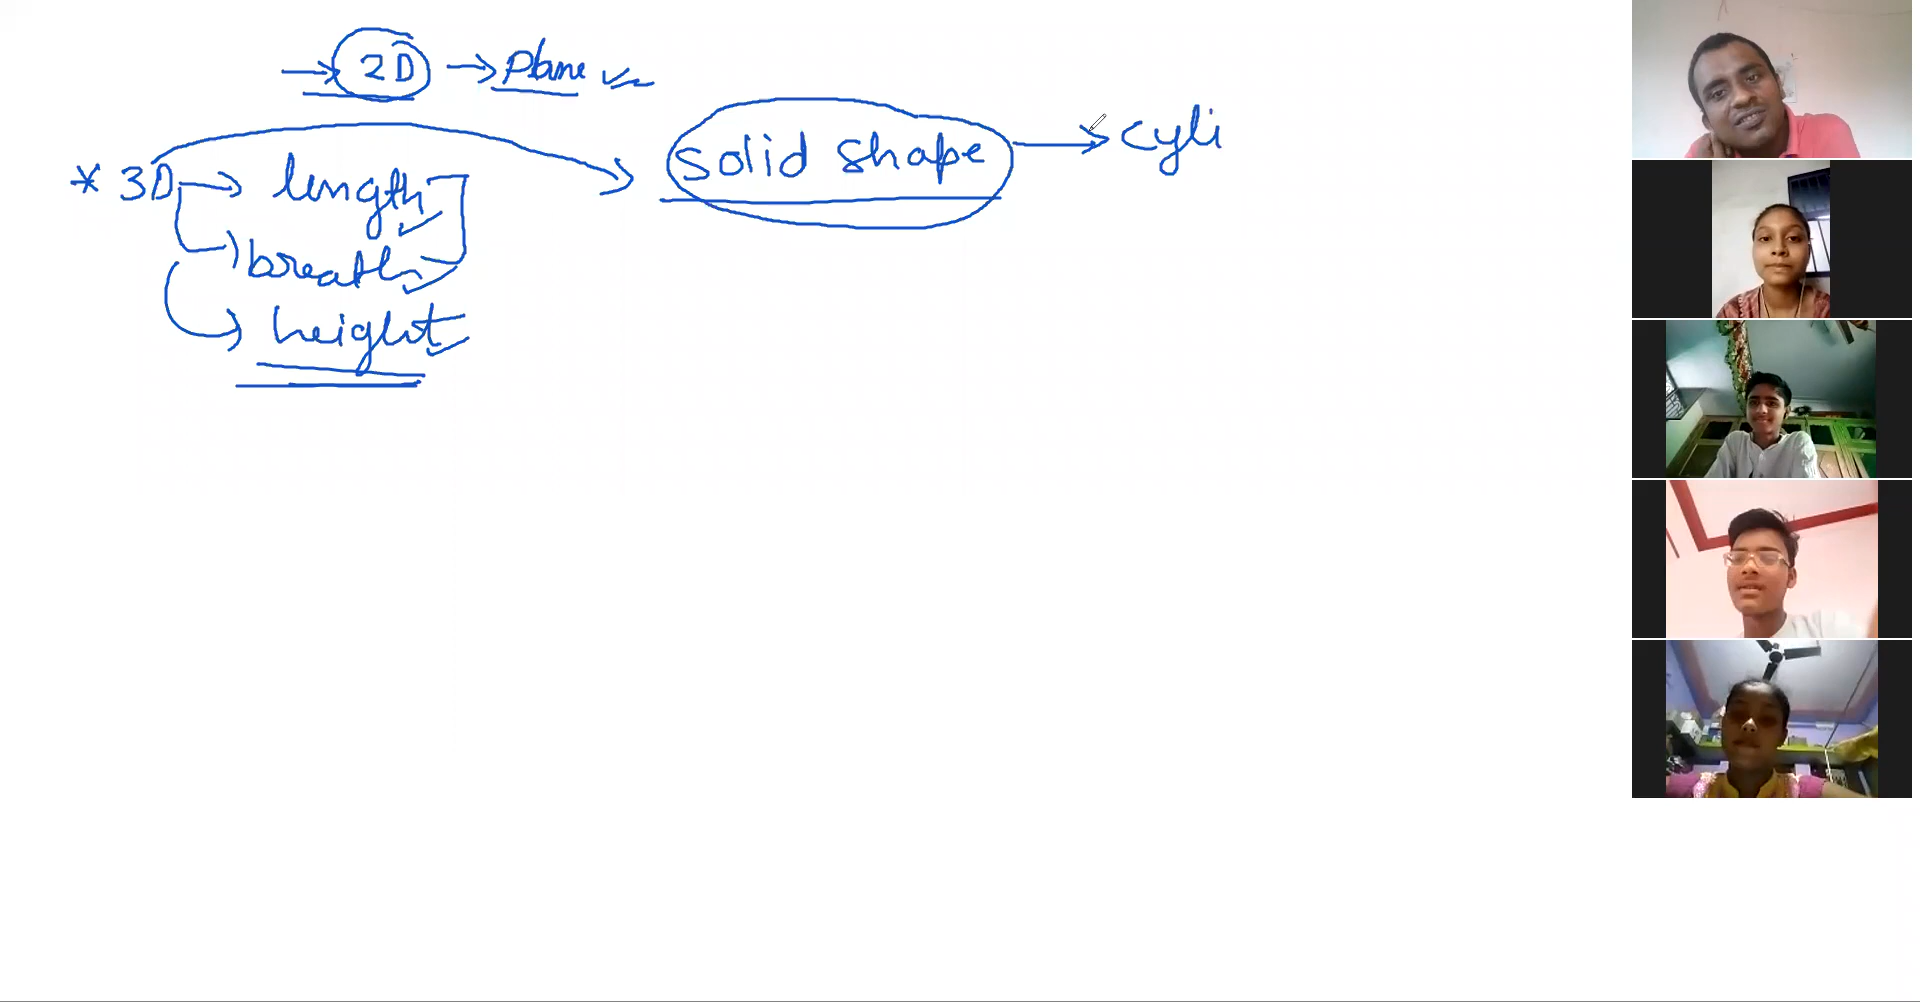 → 2D → Plane
solid shape → cyli
* 3D → length
breath
height